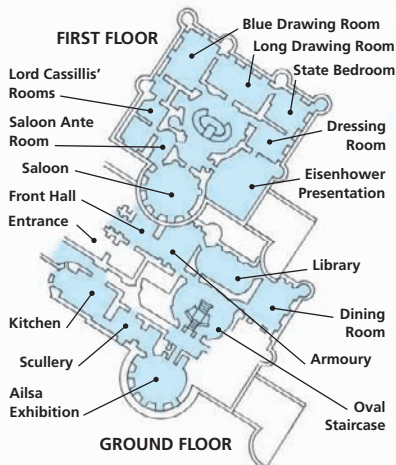 FIRST FLOOR
Blue Drawing Room
Long Drawing Room
State Bedroom
Lord Cassillis'
Rooms
Saloon Ante
Room
Dressing
Room
Saloon
Eisenhower
Presentation
Front Hall
Entrance
Library
Kitchen
Dining
Room
Scullery
Armoury
Ailsa
Exhibition
Oval
Staircase
GROUND FLOOR